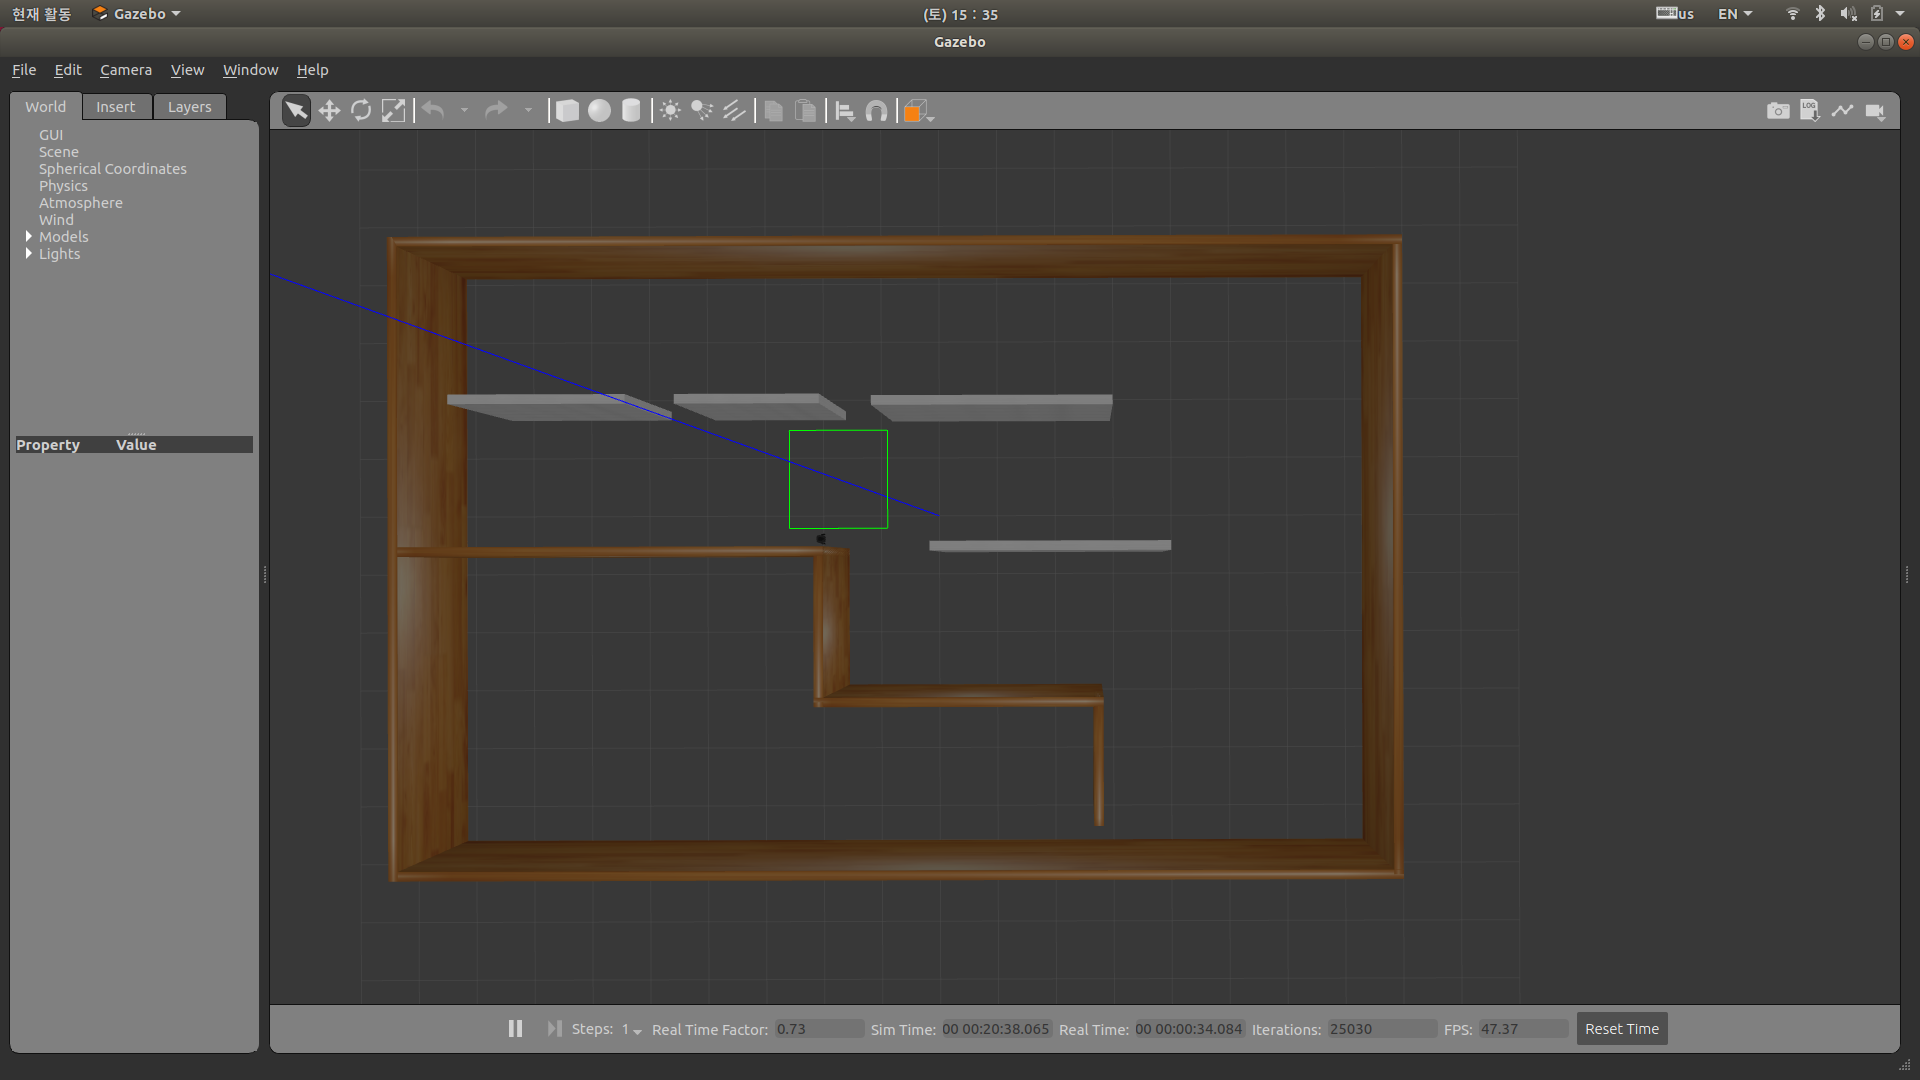 현재 활동 Gazebo (토) 15 : 35 us EN
Gazebo
File Edit Camera View Window Help
World Insert Layers
LOG
GUI
Scene
Spherical Coordinates
Physics
Atmosphere
Wind
Models
Lights
Property Value
Steps: 1 Real Time Factor: 0.73 Sim Time: 00 00:20:38.065 Real Time: 00 00:00:34.084 Iterations: 25030 FPS: 47.37 Reset Time